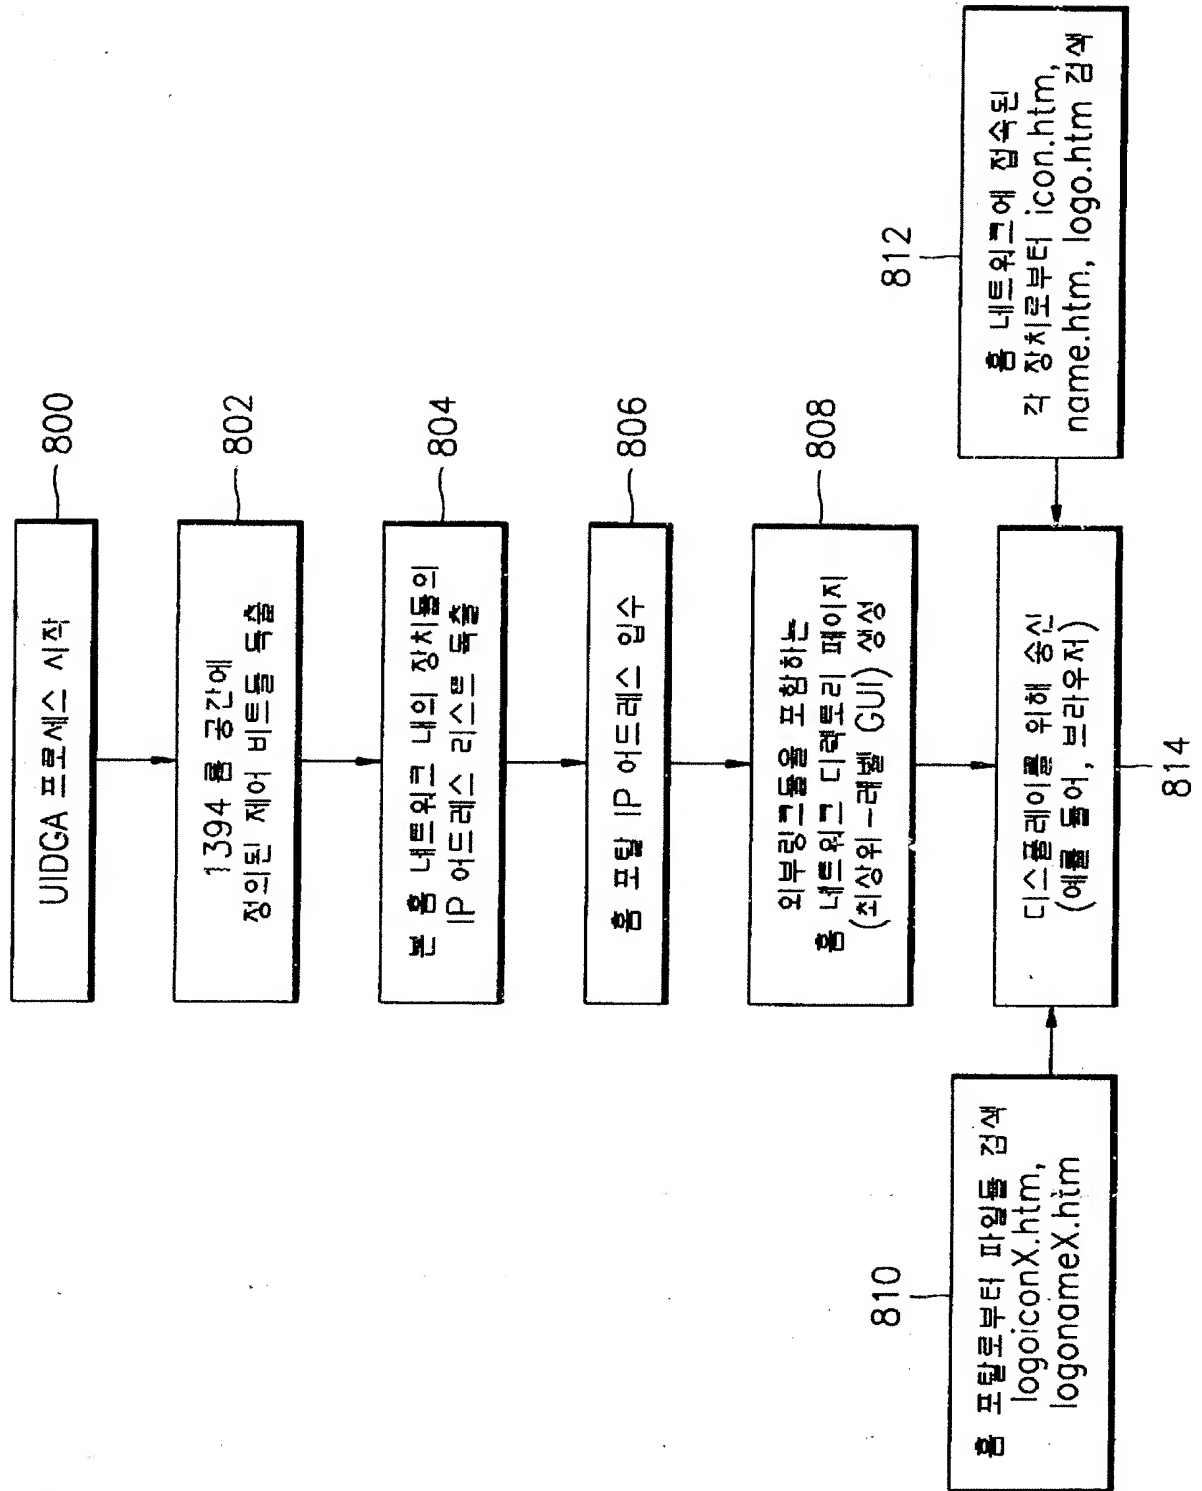 UIDGA 프로세스 시작
800
1394 롬 공간에
정의된 제어 비트들 독출
802
본 홈 네트워크 내의 장치들의
IP 어드레스 리스트 독출
804
홈 포탈 IP 어드레스 입수
806
외부링크들을 포함하는
홈 네트워크 디렉토리 페이지
(최상위-래벨 GUI) 생성
808
홈 포탈로부터 파일들 검색
logoiconX.htm,
logonameX.htm
810
홈 네트워크에 접속된
각 장치로부터 icon.htm,
name.htm, logo.htm 검색
812
디스플레이를 위해 송신
(예를 들어, 브라우저)
814